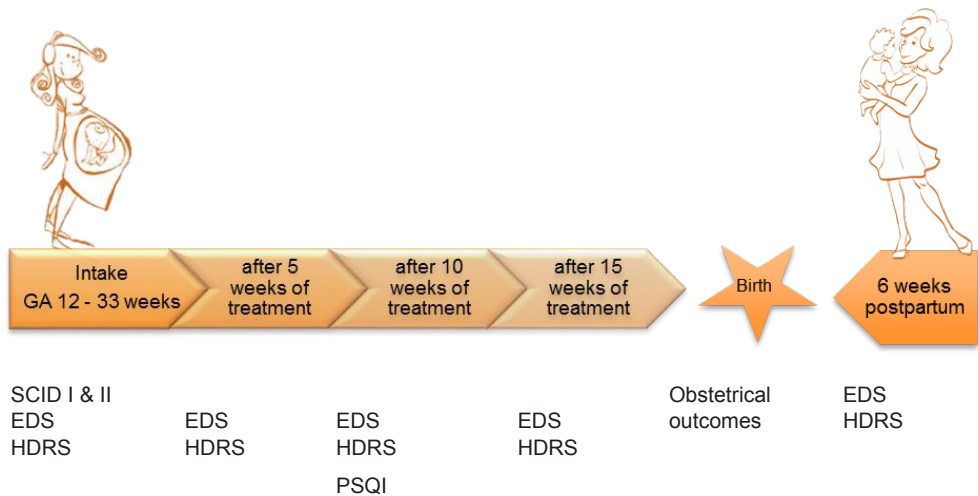 Intake
GA 12 - 33 weeks
after 5
weeks of
treatment
after 10
weeks of
treatment
after 15
weeks of
treatment
Birth
6 weeks
postpartum
SCID I & II
EDS
HDRS
EDS
HDRS
EDS
HDRS
PSQI
EDS
HDRS
Obstetrical
outcomes
EDS
HDRS